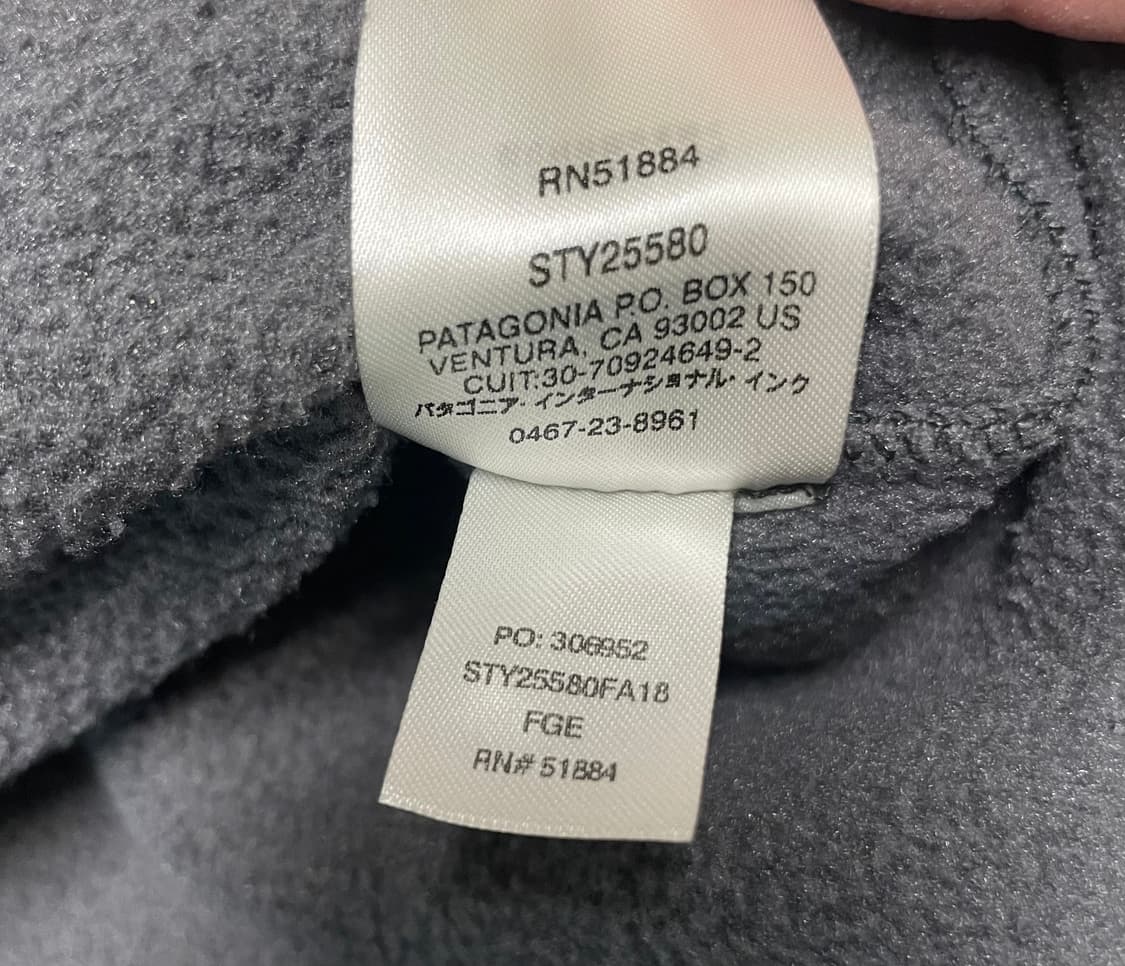 RN51884
STY25580
PATAGONIA P.O. BOX 150
VENTURA, CA 93002 US
CUIT:30-70924649-2
パタゴニア・インターナショナル・インク
0467-23-8961
PO: 306952
STY25580FA18
FGE
RN# 51884